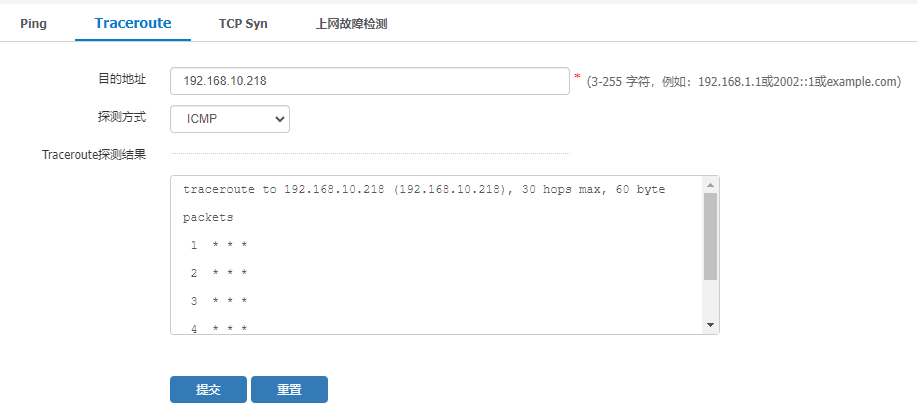 Ping Traceroute TCP Syn 上网故障检测
目的地址 192.168.10.218 * (3-255 字符，例如：192.168.1.1或2002::1或example.com)
探测方式 ICMP
Traceroute探测结果
traceroute to 192.168.10.218 (192.168.10.218), 30 hops max, 60 byte
packets
1 * * *
2 * * *
3 * * *
4 * * *
提交 重置